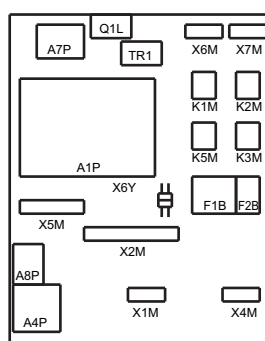 Q1L
A7P
TR1
X6M
X7M
K1M
K2M
K5M
K3M
A1P
X6Y
F1B
F2B
X5M
X2M
A8P
A4P
X1M
X4M